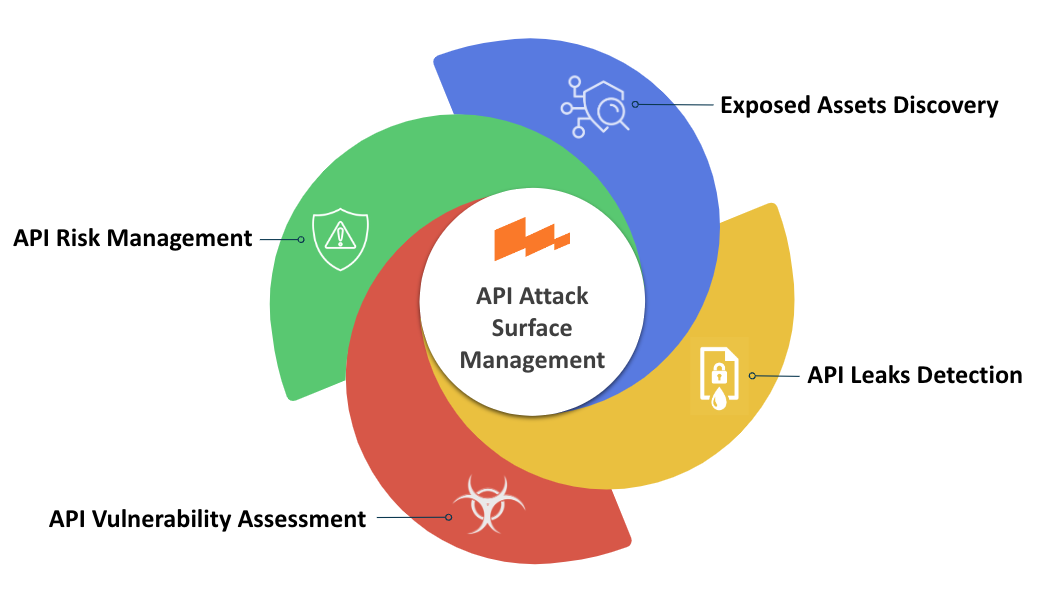 Exposed Assets Discovery
API Risk Management
API Attack
Surface
Management
API Leaks Detection
API Vulnerability Assessment